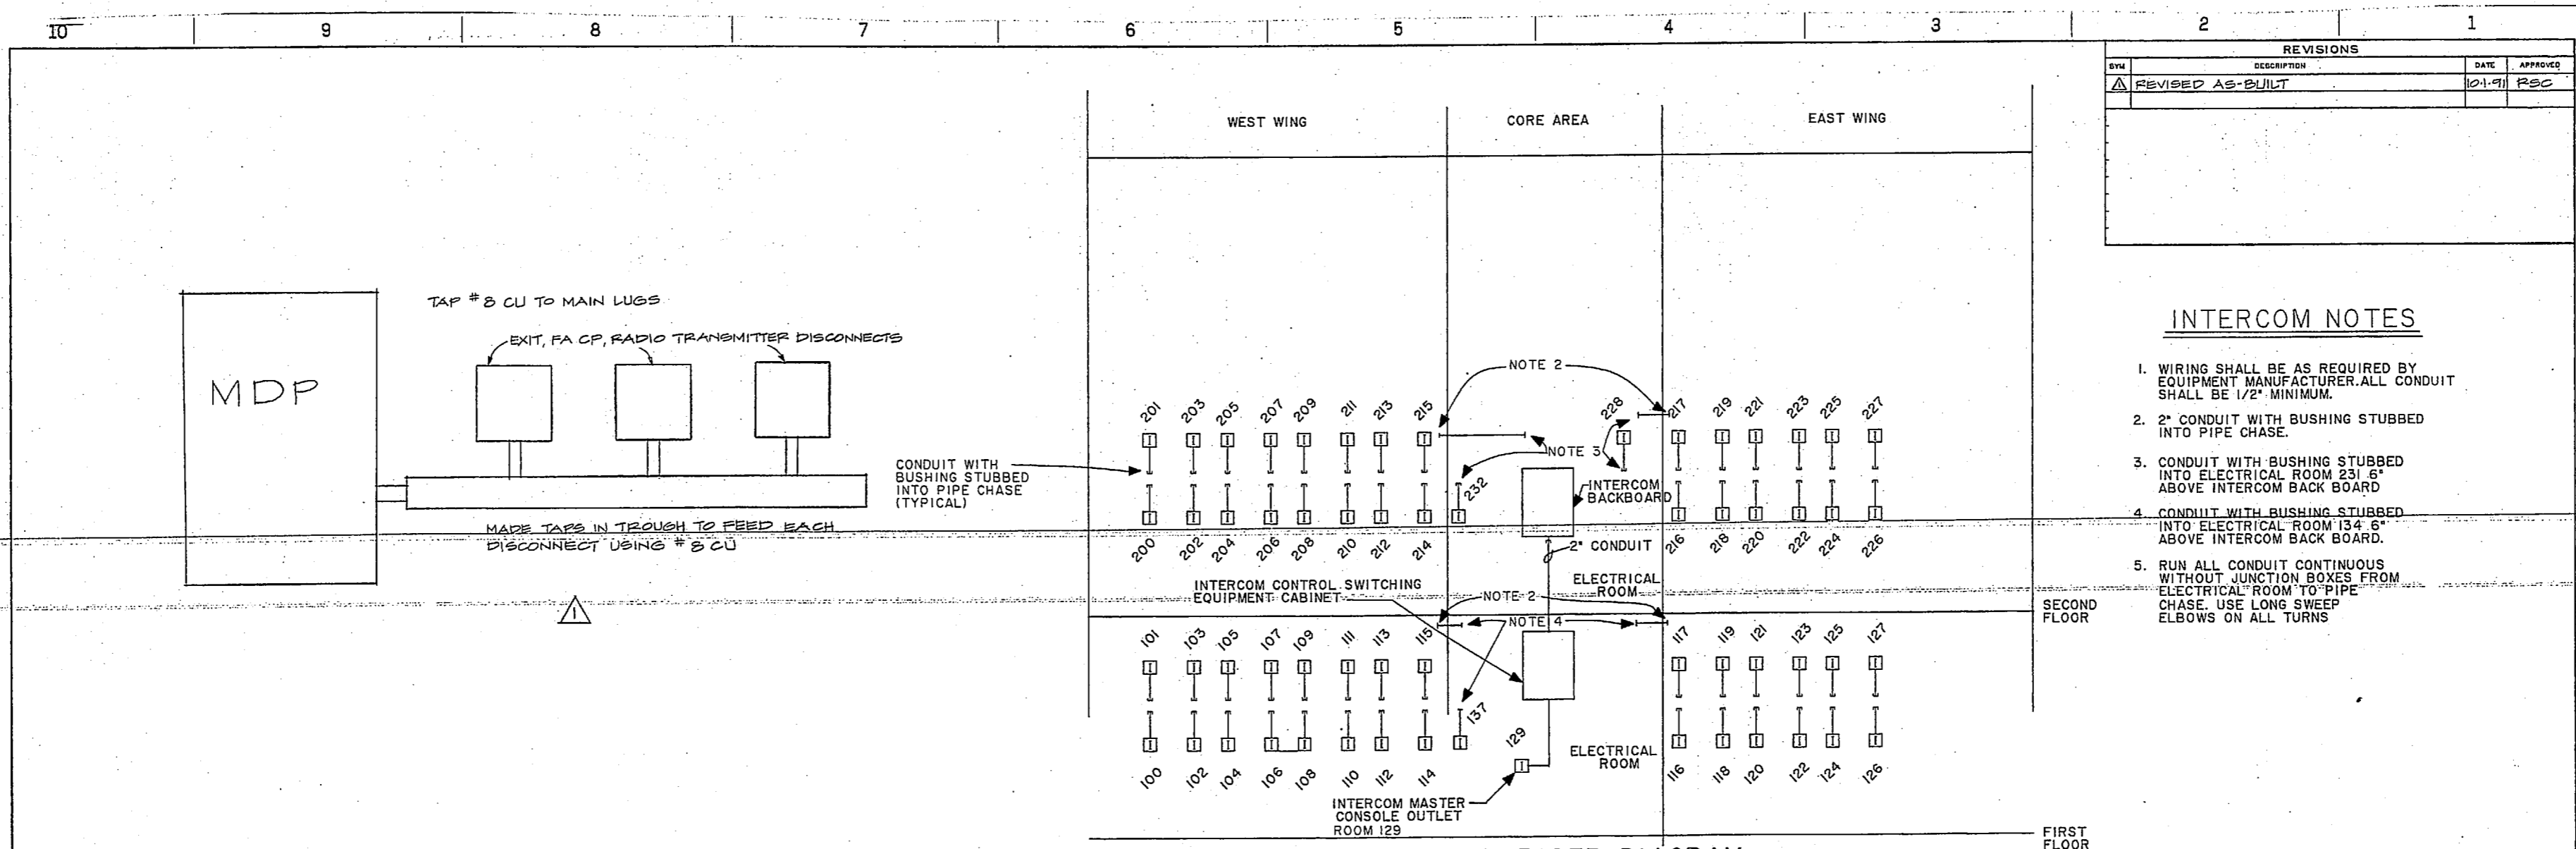 10 9 8 7 6 5 4 3 2 1
REVISIONS
SYM DESCRIPTION DATE APPROVED
1 REVISED AS-BUILT 10-1-91 RSC
WEST WING CORE AREA EAST WING
TAP #8 CU TO MAIN LUGS
EXIT, FA CP, RADIO TRANSMITTER DISCONNECTS
MDP
MADE TAPS IN TROUGH TO FEED EACH
DISCONNECT USING #8 CU
1
CONDUIT WITH
BUSHING STUBBED
INTO PIPE CHASE
(TYPICAL)
NOTE 2
201 203 205 207 209 211 213 215 228 217 219 221 223 225 227
I I I I I I I I I I I I I I I
NOTE 3
232
INTERCOM
BACKBOARD
I I I I I I I I I I I I I I I
200 202 204 206 208 210 212 214 216 218 220 222 224 226
2" CONDUIT
INTERCOM CONTROL SWITCHING
EQUIPMENT CABINET
ELECTRICAL
ROOM
NOTE 2
SECOND
FLOOR
NOTE 4
101 103 105 107 109 111 113 115 117 119 121 123 125 127
I I I I I I I I I I I I I I
137
I I I I I I I I I I I I I I I
129
I
ELECTRICAL
ROOM
100 102 104 106 108 110 112 114 116 118 120 122 124 126
INTERCOM MASTER
CONSOLE OUTLET
ROOM 129
FIRST
FLOOR
INTERCOM NOTES
1. WIRING SHALL BE AS REQUIRED BY
EQUIPMENT MANUFACTURER. ALL CONDUIT
SHALL BE 1/2" MINIMUM.
2. 2" CONDUIT WITH BUSHING STUBBED
INTO PIPE CHASE.
3. CONDUIT WITH BUSHING STUBBED
INTO ELECTRICAL ROOM 231 6"
ABOVE INTERCOM BACK BOARD
4 CONDUIT WITH BUSHING STUBBED
INTO ELECTRICAL ROOM 134 6"
ABOVE INTERCOM BACK BOARD.
5. RUN ALL CONDUIT CONTINUOUS
WITHOUT JUNCTION BOXES FROM
ELECTRICAL ROOM TO PIPE
CHASE. USE LONG SWEEP
ELBOWS ON ALL TURNS